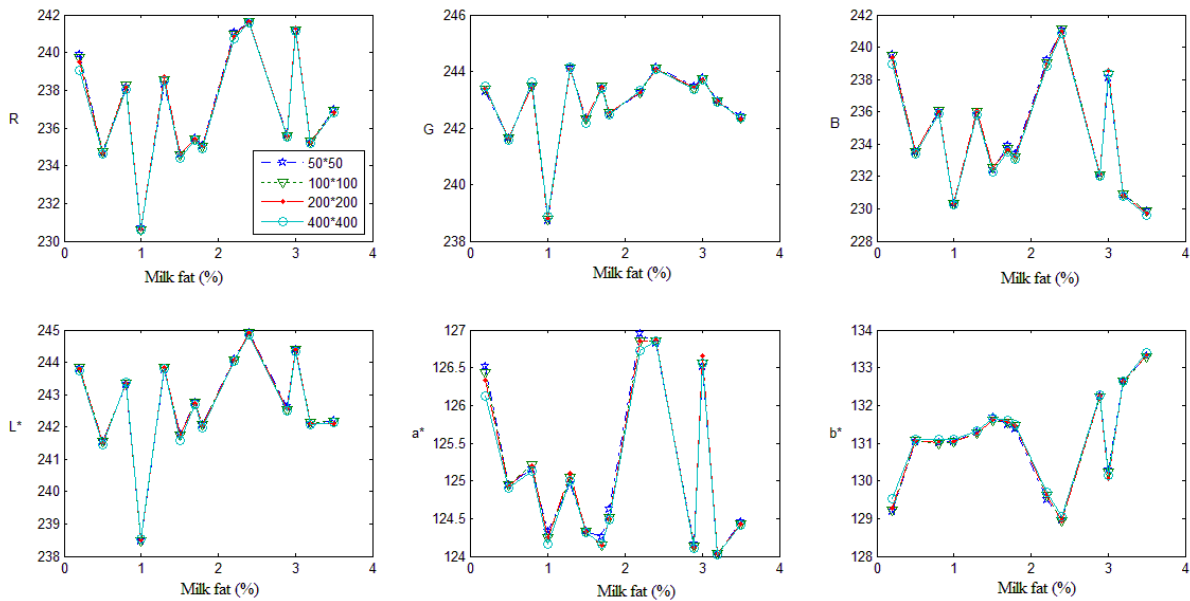 242
240
238
236
234
232
230
R
50*50
100*100
200*200
400*400
0 1 2 3 4
Milk fat (%)
246
244
242
240
238
G
0 1 2 3 4
Milk fat (%)
242
240
238
236
234
232
230
228
B
0 1 2 3 4
Milk fat (%)
245
244
243
242
241
240
239
238
L*
0 1 2 3 4
Milk fat (%)
127
126.5
126
125.5
125
124.5
124
a*
0 1 2 3 4
Milk fat (%)
134
133
132
131
130
129
128
b*
0 1 2 3 4
Milk fat (%)